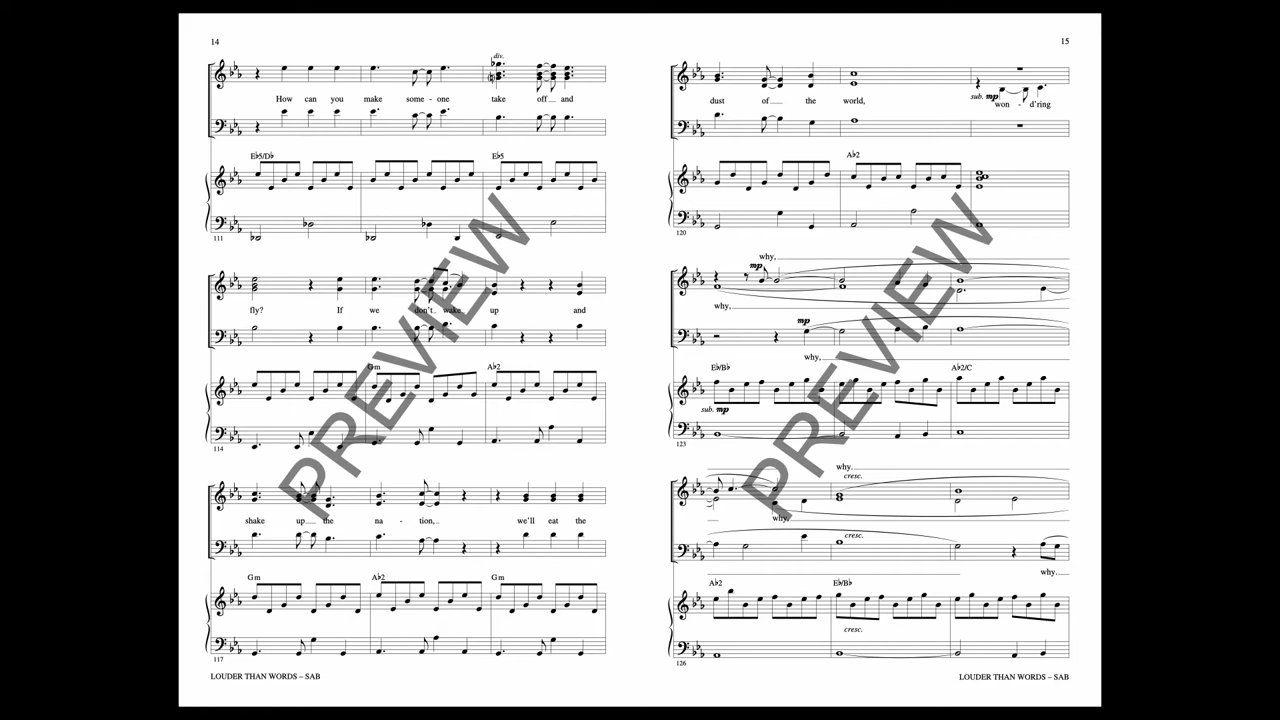 14
div.
How can you make some - one take off and
E♭5/D♭ E♭5
111
fly? If we don't wake up and
Gm A♭2
114
shake up the na - tion, we'll eat the
Gm A♭2 Gm
117
LOUDER THAN WORDS – SAB
PREVIEW
15
dust of the world, won - d'ring
sub. mp
A♭2
120
why,
mp
why,
mp
why,
E♭/B♭ A♭2/C
sub. mp
123
why.
cresc.
why.
cresc.
why.
A♭2 E♭/B♭
cresc.
126
LOUDER THAN WORDS – SAB
PREVIEW